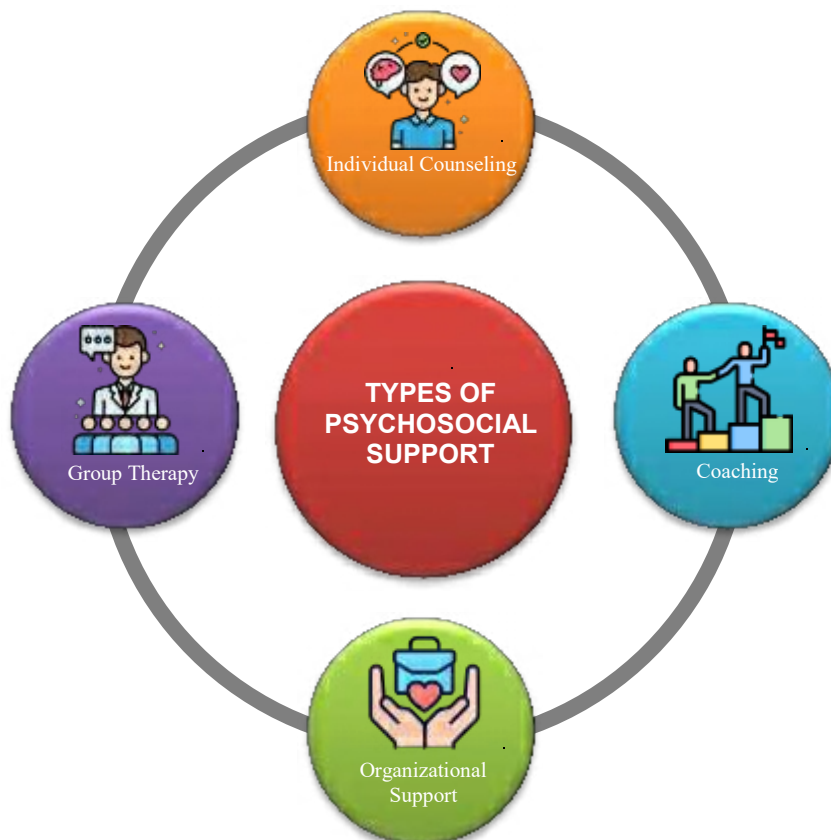 Individual Counseling
TYPES OF
PSYCHOSOCIAL
SUPPORT
Group Therapy
Coaching
Organizational
Support